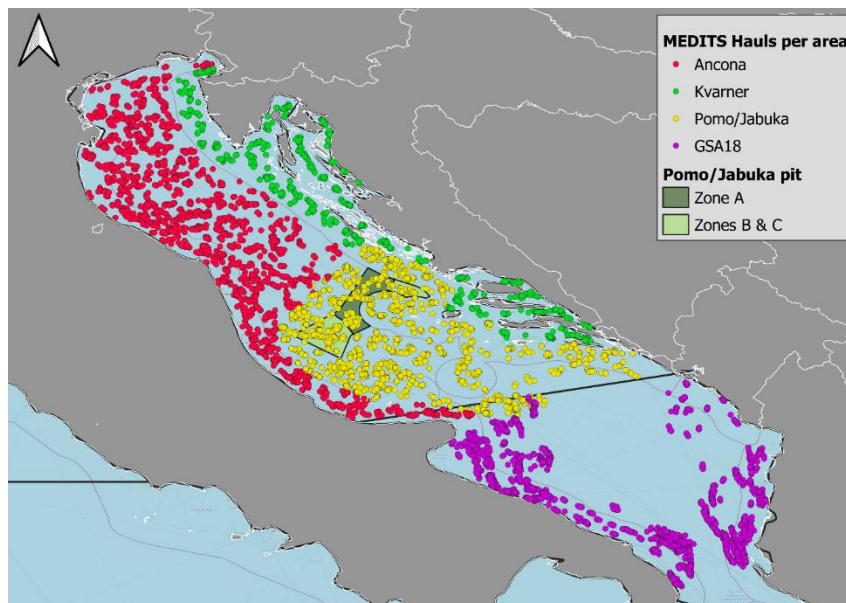 MEDITS Hauls per area
Ancona
Kvarner
Pomo/Jabuka
GSA18
Pomo/Jabuka pit
Zone A
Zones B & C